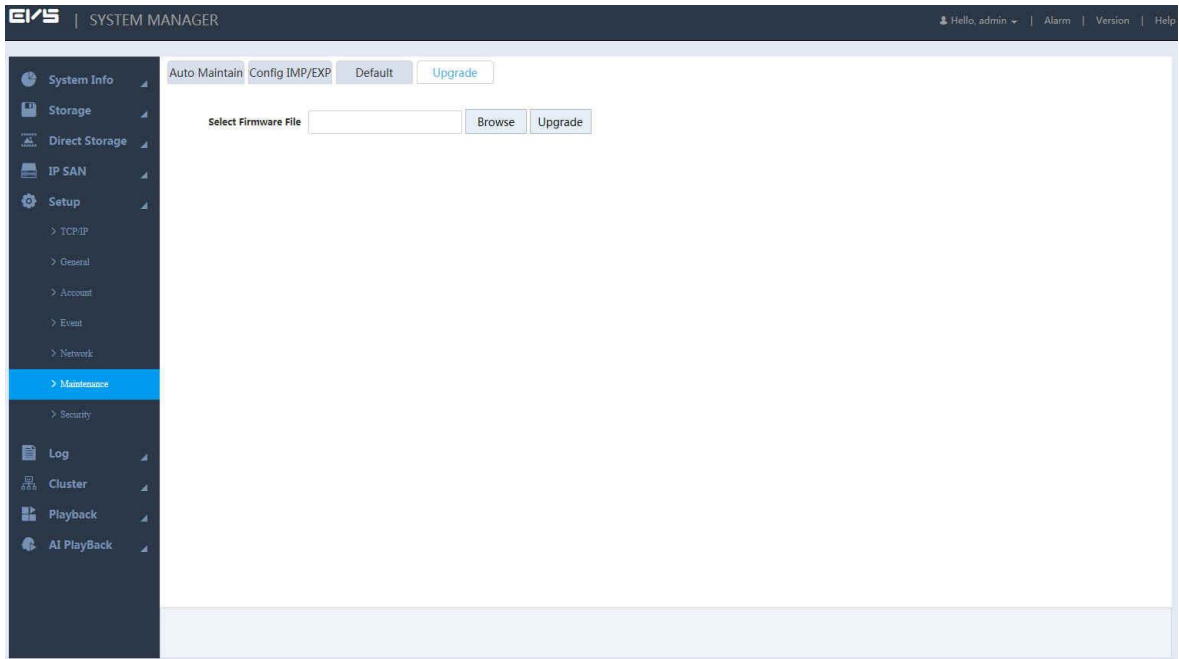 EVS | SYSTEM MANAGER
Hello, admin | Alarm | Version | Help
System Info
Storage
Direct Storage
IP SAN
Setup
> TCP/IP
> General
> Account
> Event
> Network
> Maintenance
> Security
Log
Cluster
Playback
AI PlayBack
Auto Maintain Config IMP/EXP Default Upgrade
Select Firmware File Browse Upgrade